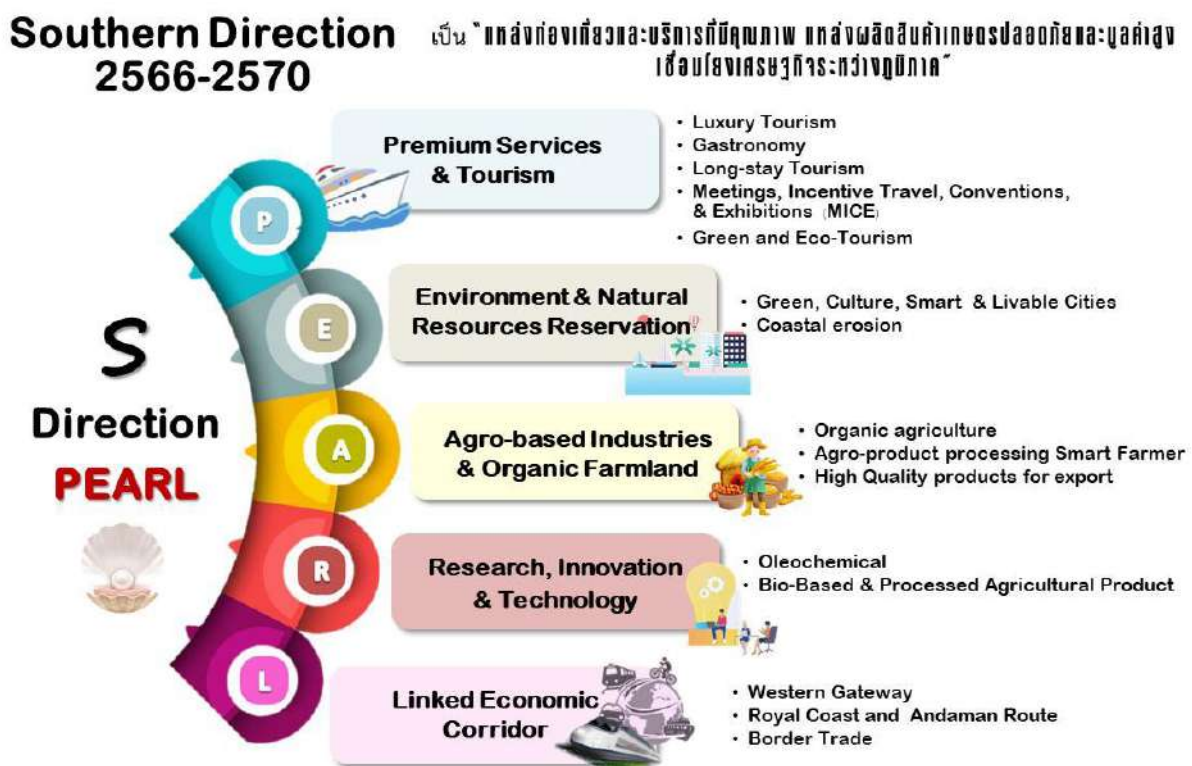 Southern Direction
2566-2570
เป็น “แหล่งท่องเที่ยวและบริการที่มีคุณภาพ แหล่งผลิตสินค้าเกษตรปลอดภัยและมูลค่าสูง
เชื่อมโยงเศรษฐกิจระหว่างภูมิภาค”
S
Direction
PEARL
P
Premium Services
& Tourism
• Luxury Tourism
• Gastronomy
• Long-stay Tourism
• Meetings, Incentive Travel, Conventions,
& Exhibitions (MICE)
• Green and Eco-Tourism
E
Environment & Natural
Resources Reservation
• Green, Culture, Smart & Livable Cities
• Coastal erosion
A
Agro-based Industries
& Organic Farmland
• Organic agriculture
• Agro-product processing Smart Farmer
• High Quality products for export
R
Research, Innovation
& Technology
• Oleochemical
• Bio-Based & Processed Agricultural Product
L
Linked Economic
Corridor
• Western Gateway
• Royal Coast and Andaman Route
• Border Trade